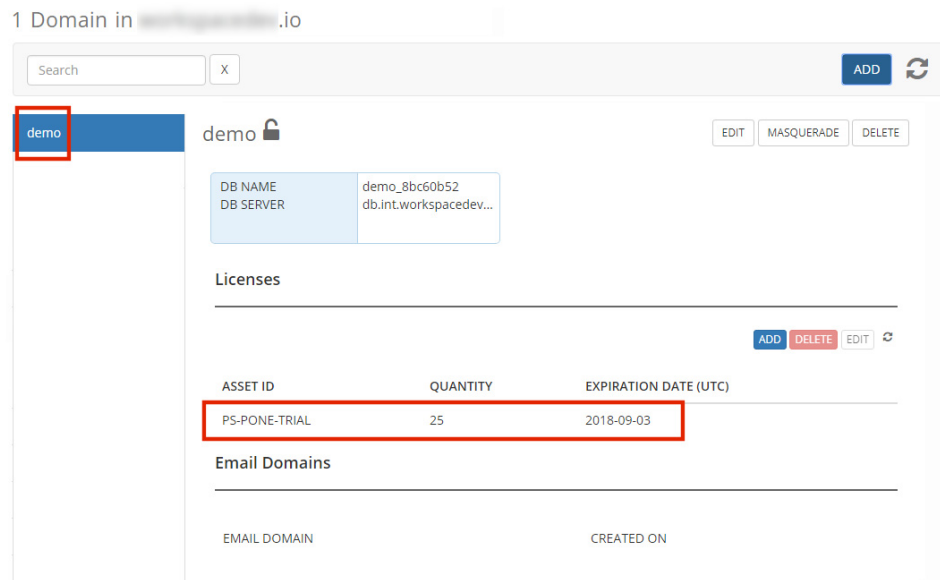 1 Domain in .io
Search X ADD
demo
demo
EDIT MASQUERADE DELETE
DB NAME demo_8bc60b52
DB SERVER db.int.workspacedev...
Licenses
ADD DELETE EDIT
ASSET ID QUANTITY EXPIRATION DATE (UTC)
PS-PONE-TRIAL 25 2018-09-03
Email Domains
EMAIL DOMAIN CREATED ON